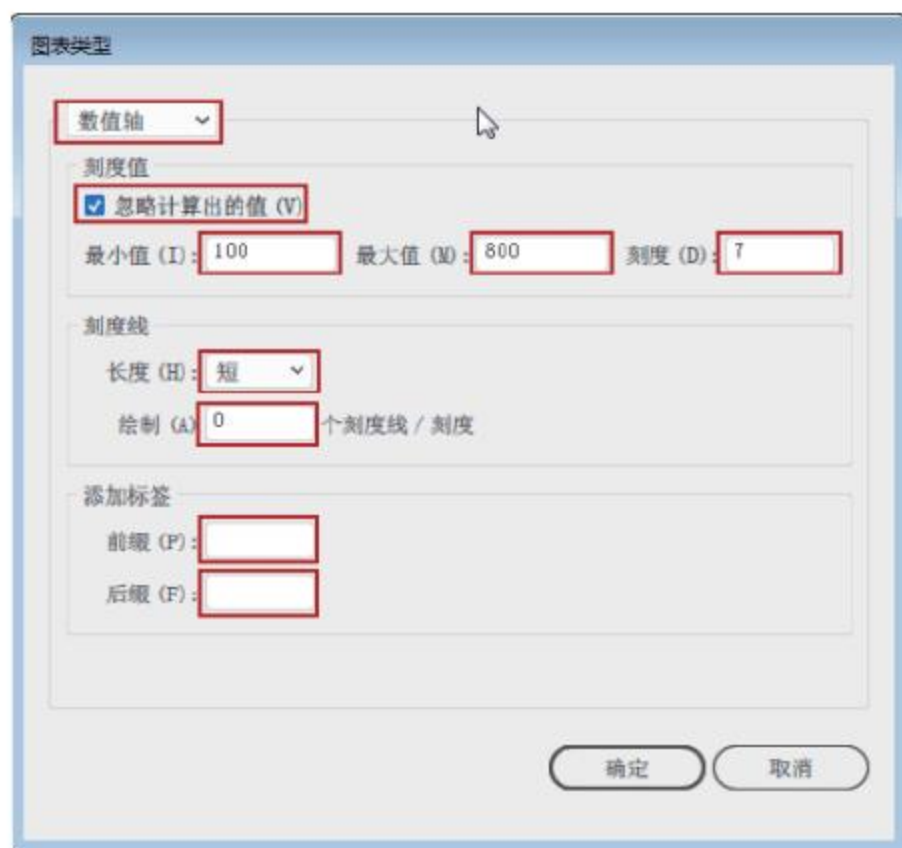 图表类型
数值轴
刻度值
忽略计算出的值 (V)
最小值 (I): 100 最大值 (M): 800 刻度 (D): 7
刻度线
长度 (H): 短
绘制 (A) 0 个刻度线 / 刻度
添加标签
前缀 (P):
后缀 (F):
确定 取消